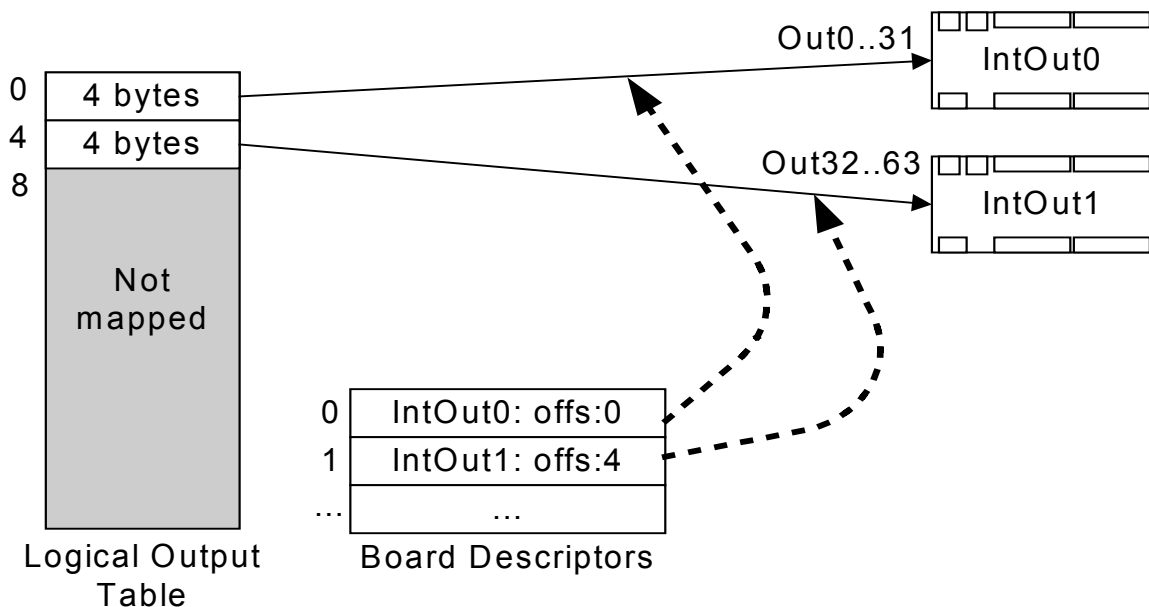 Out0..31
IntOut0
0
4 bytes
4
4 bytes
Out32..63
IntOut1
8
Not
mapped
0
IntOut0: offs:0
1
IntOut1: offs:4
...
...
Logical Output
Table
Board Descriptors